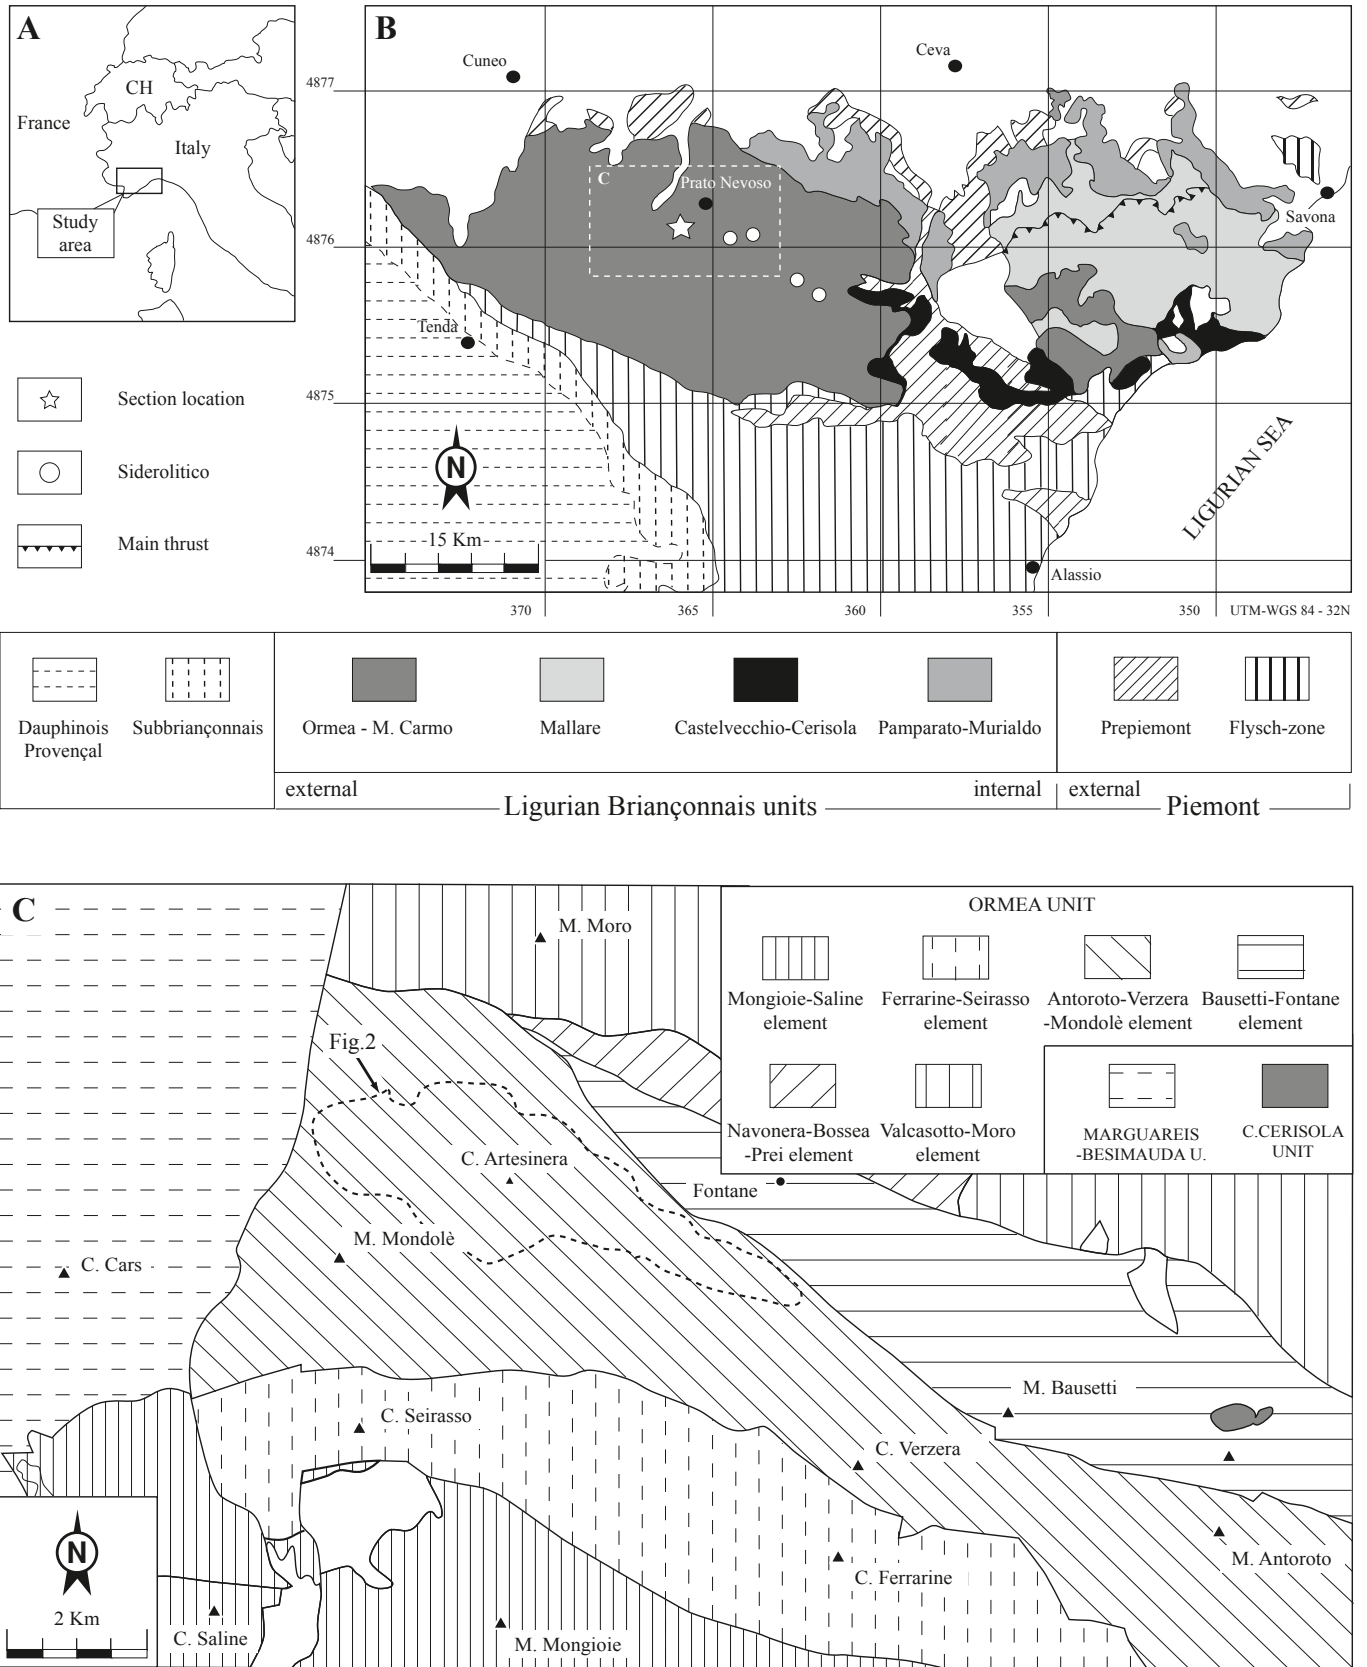 A
CH
France
Italy
Study
area
Section location
Siderolitico
Main thrust
B
Cuneo
Ceva
4877
C
Prato Nevoso
Savona
4876
Tenda
4875
N
LIGURIAN SEA
15 Km
4874
Alassio
370
365
360
355
350
UTM-WGS 84 - 32N
Dauphinois
Provençal
Subbriançonnais
Ormea - M. Carmo
Mallare
Castelvecchio-Cerisola
Pamparato-Murialdo
Prepiemont
Flysch-zone
external
internal
external
Ligurian Briançonnais units
Piemont
C
M. Moro
ORMEA UNIT
Mongioie-Saline
element
Ferrarine-Seirasso
element
Antoroto-Verzera
-Mondolè element
Bausetti-Fontane
element
Navonera-Bossea
-Prei element
Valcasotto-Moro
element
MARGUAREIS
-BESIMAUDA U.
C.CERISOLA
UNIT
Fig.2
C. Artesinera
Fontane
M. Mondolè
C. Cars
M. Bausetti
C. Seirasso
C. Verzera
N
M. Antoroto
C. Ferrarine
2 Km
C. Saline
M. Mongioie